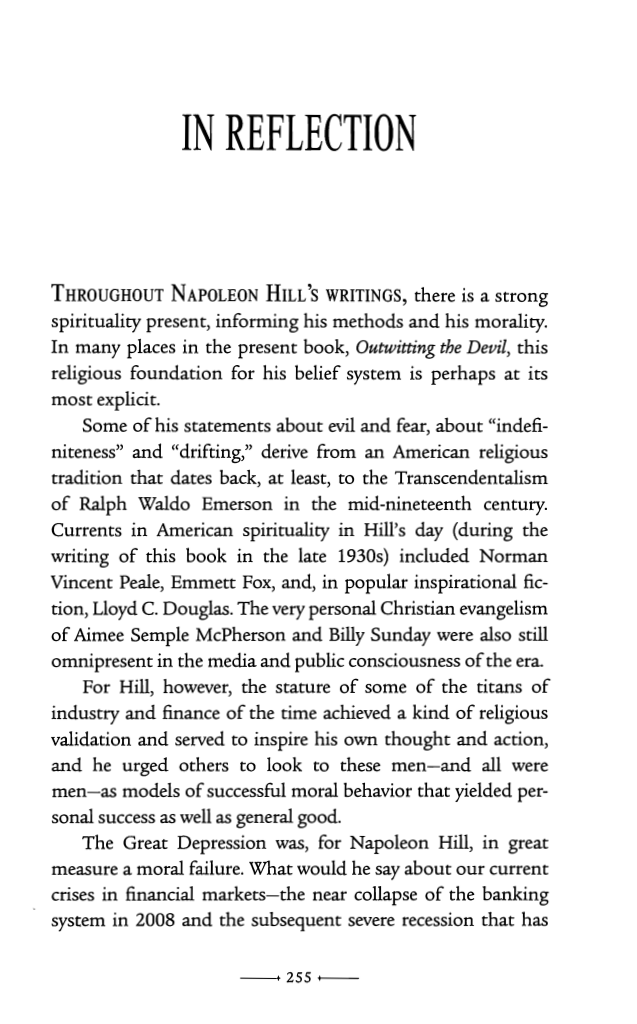 IN REFLECTION
THROUGHOUT NAPOLEON HILL'S WRITINGS, there is a strong
spirituality present, informing his methods and his morality.
In many places in the present book, Outwitting the Devil, this
religious foundation for his belief system is perhaps at its
most explicit.
Some of his statements about evil and fear, about “indefi-
niteness” and “drifting,” derive from an American religious
tradition that dates back, at least, to the Transcendentalism
of Ralph Waldo Emerson in the mid-nineteenth century.
Currents in American spirituality in Hill's day (during the
writing of this book in the late 1930s) included Norman
Vincent Peale, Emmett Fox, and, in popular inspirational fic-
tion, Lloyd C. Douglas. The very personal Christian evangelism
of Aimee Semple McPherson and Billy Sunday were also still
omnipresent in the media and public consciousness of the era.
For Hill, however, the stature of some of the titans of
industry and finance of the time achieved a kind of religious
validation and served to inspire his own thought and action,
and he urged others to look to these men—and all were
men—as models of successful moral behavior that yielded per-
sonal success as well as general good.
The Great Depression was, for Napoleon Hill, in great
measure a moral failure. What would he say about our current
crises in financial markets—the near collapse of the banking
system in 2008 and the subsequent severe recession that has
255